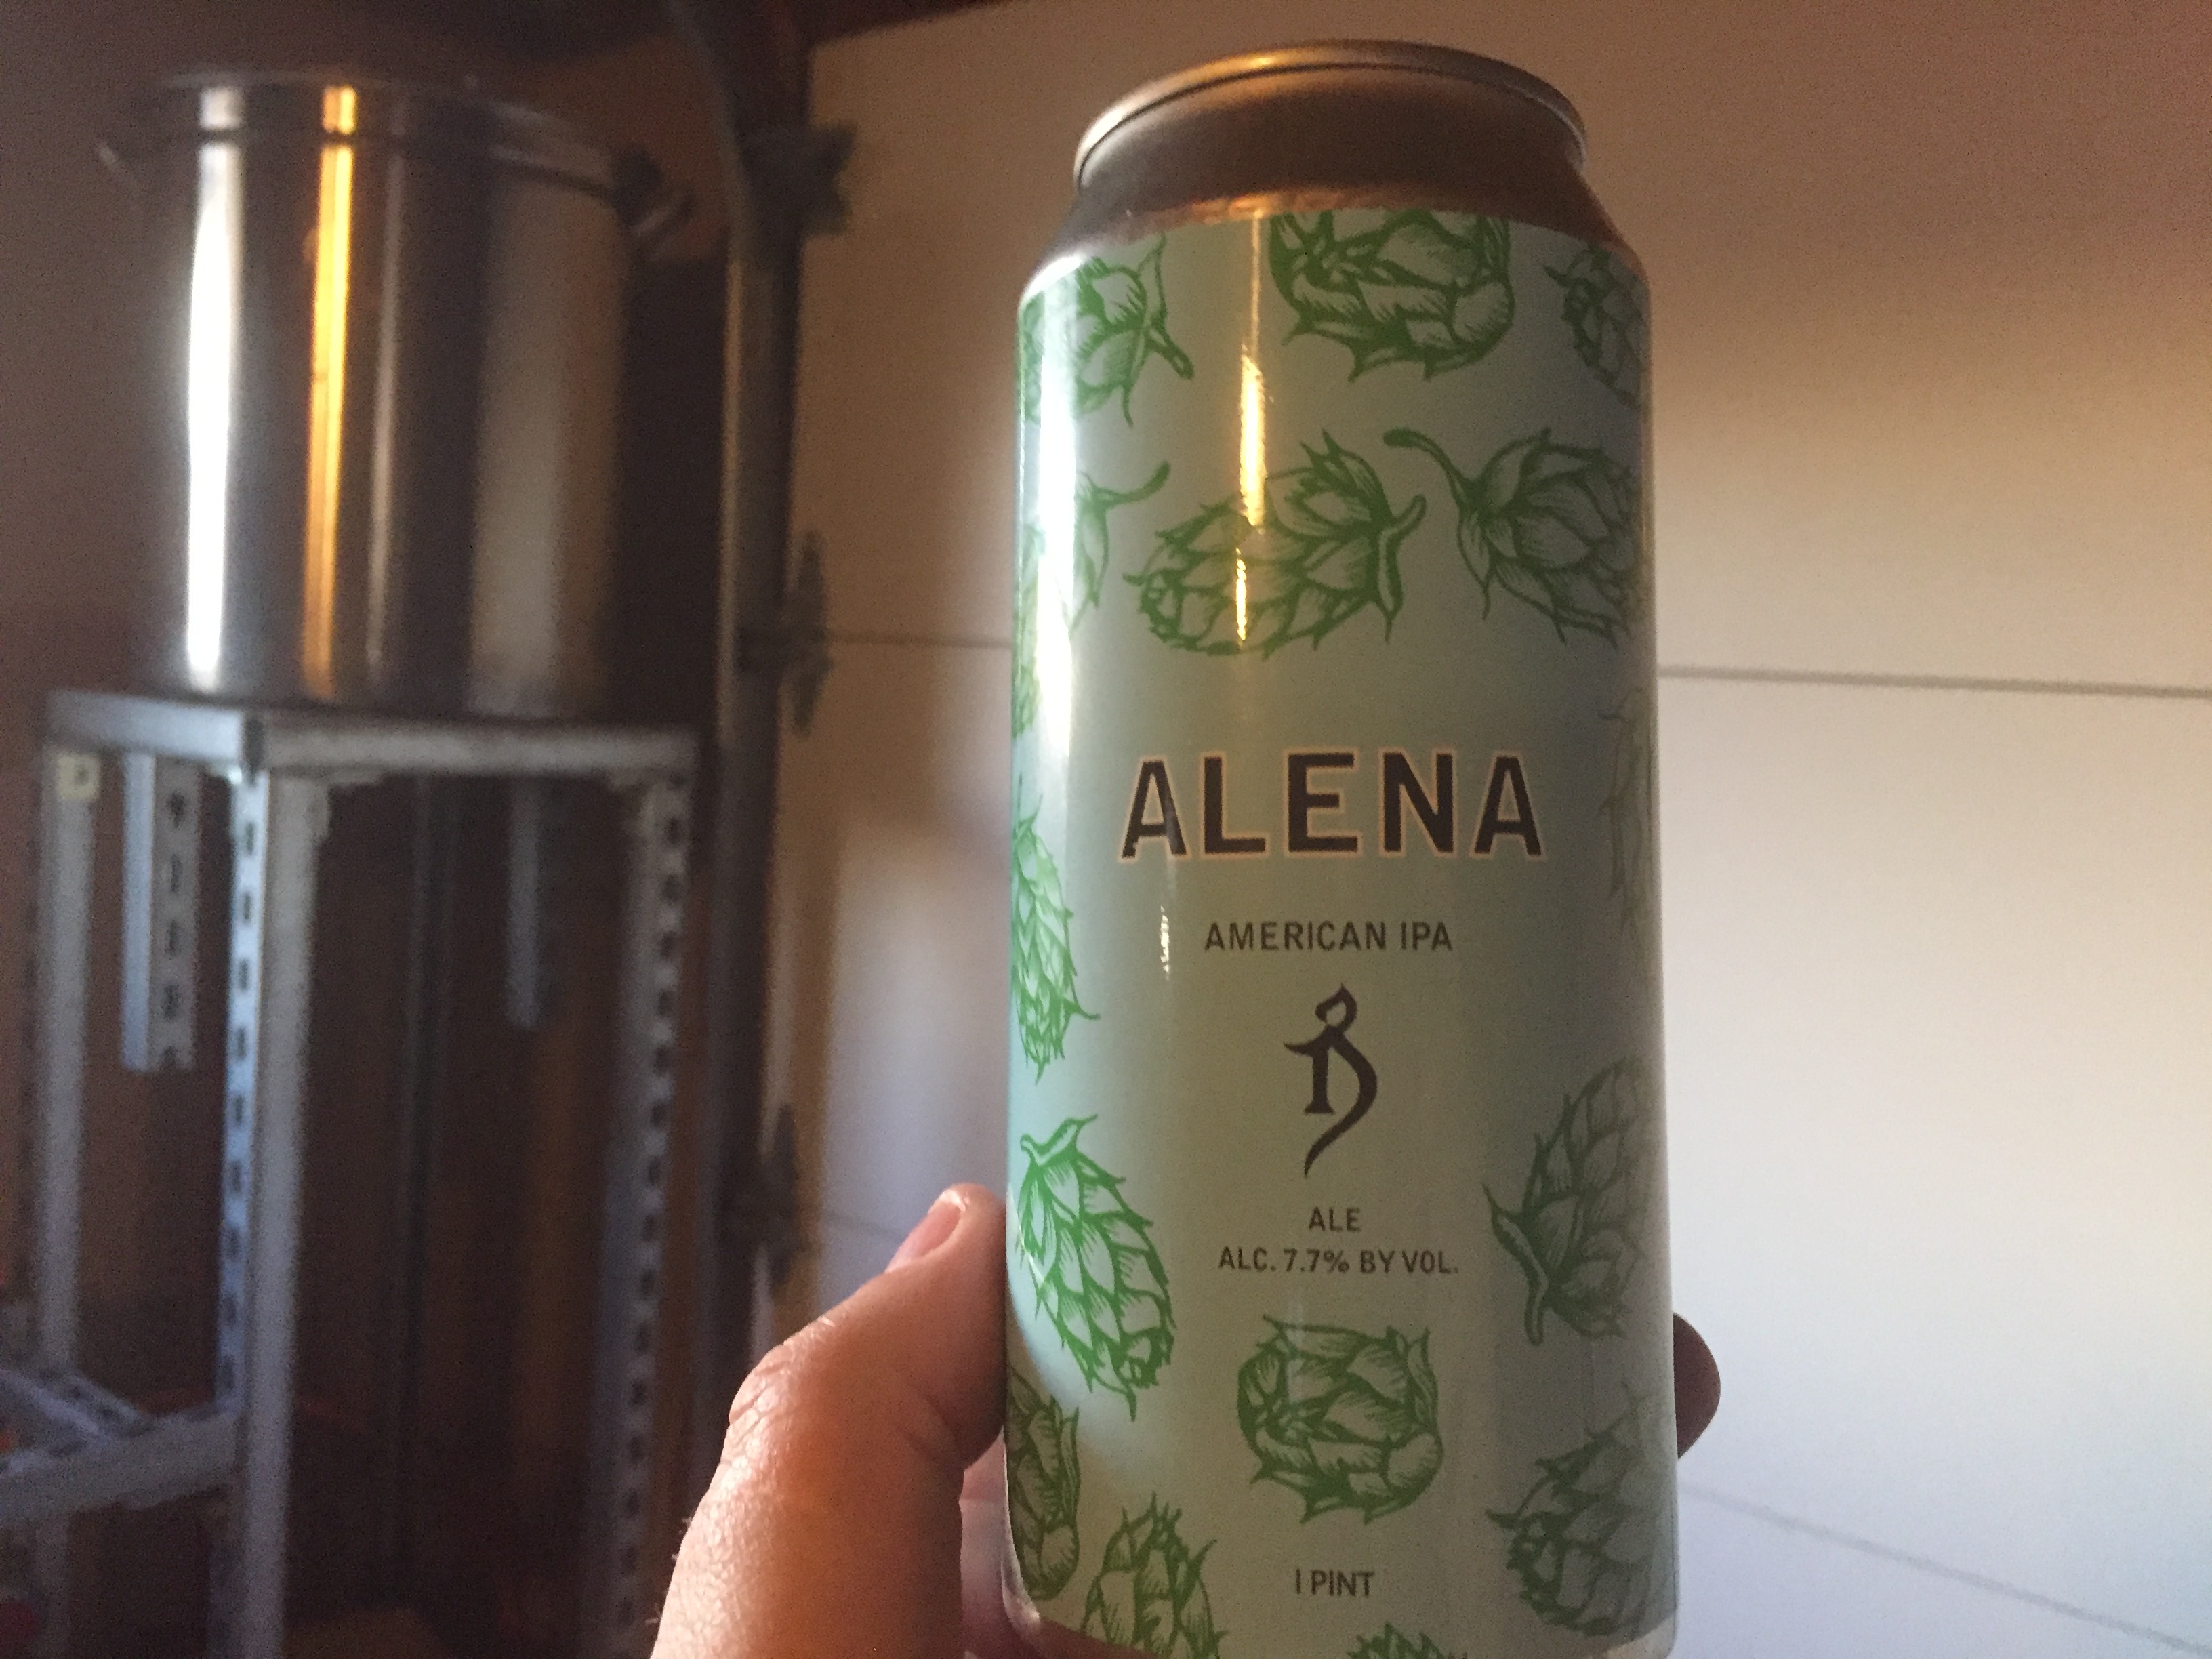 ALENA
AMERICAN IPA
ALE
ALC. 7.7% BY VOL.
1 PINT